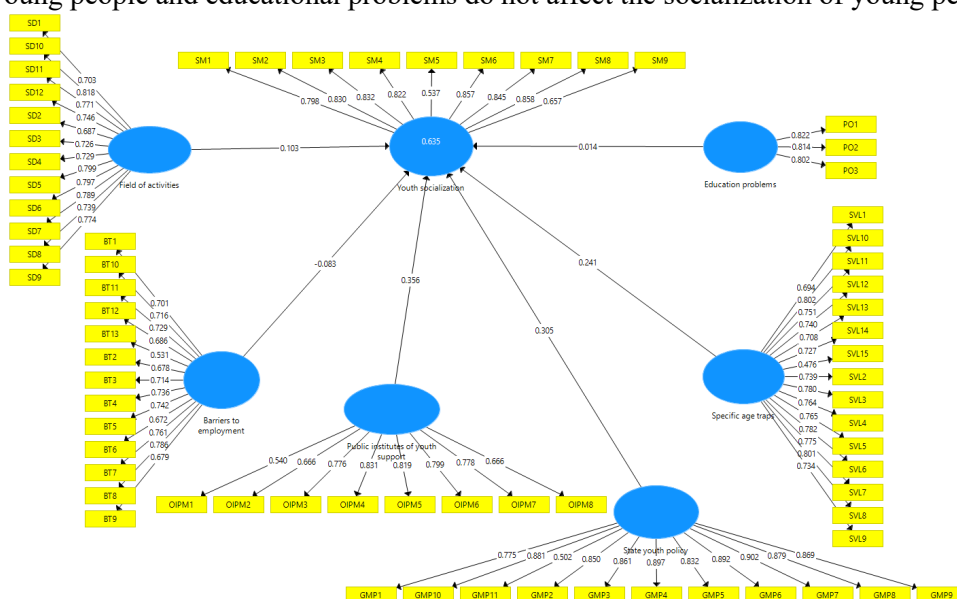 oung people and educational problems do not affect the socialization of young pe
SD1
SD10
SD11
SD12
SD2
SD3
SD4
SD5
SD6
SD7
SD8
SD9
0.703
0.818
0.771
0.746
0.687
0.726
0.729
0.799
0.797
0.789
0.739
0.774
Field of activities
SM1 SM2 SM3 SM4 SM5 SM6 SM7 SM8 SM9
0.798 0.830 0.832 0.822 0.537 0.857 0.845 0.858 0.657
0.635
Youth socialization
0.103
0.014
PO1
PO2
PO3
0.822
0.814
0.802
Education problems
-0.083
0.356
0.305
0.241
BT1
BT10
BT11
BT12
BT13
BT2
BT3
BT4
BT5
BT6
BT7
BT8
BT9
0.701
0.716
0.729
0.686
0.531
0.678
0.714
0.736
0.742
0.672
0.761
0.786
0.679
Barriers to
employment
Public institutes of youth
support
0.540 0.666 0.776 0.831 0.819 0.799 0.778 0.666
OIPM1 OIPM2 OIPM3 OIPM4 OIPM5 OIPM6 OIPM7 OIPM8
SVL1
SVL10
SVL11
SVL12
SVL13
SVL14
SVL15
SVL2
SVL3
SVL4
SVL5
SVL6
SVL7
SVL8
SVL9
0.694
0.802
0.751
0.740
0.708
0.727
0.476
0.739
0.780
0.764
0.765
0.782
0.775
0.801
0.734
Specific age traps
State youth policy
0.775 0.881 0.502 0.850 0.861 0.897 0.832 0.892 0.902 0.879 0.869
GMP1 GMP10 GMP11 GMP2 GMP3 GMP4 GMP5 GMP6 GMP7 GMP8 GMP9